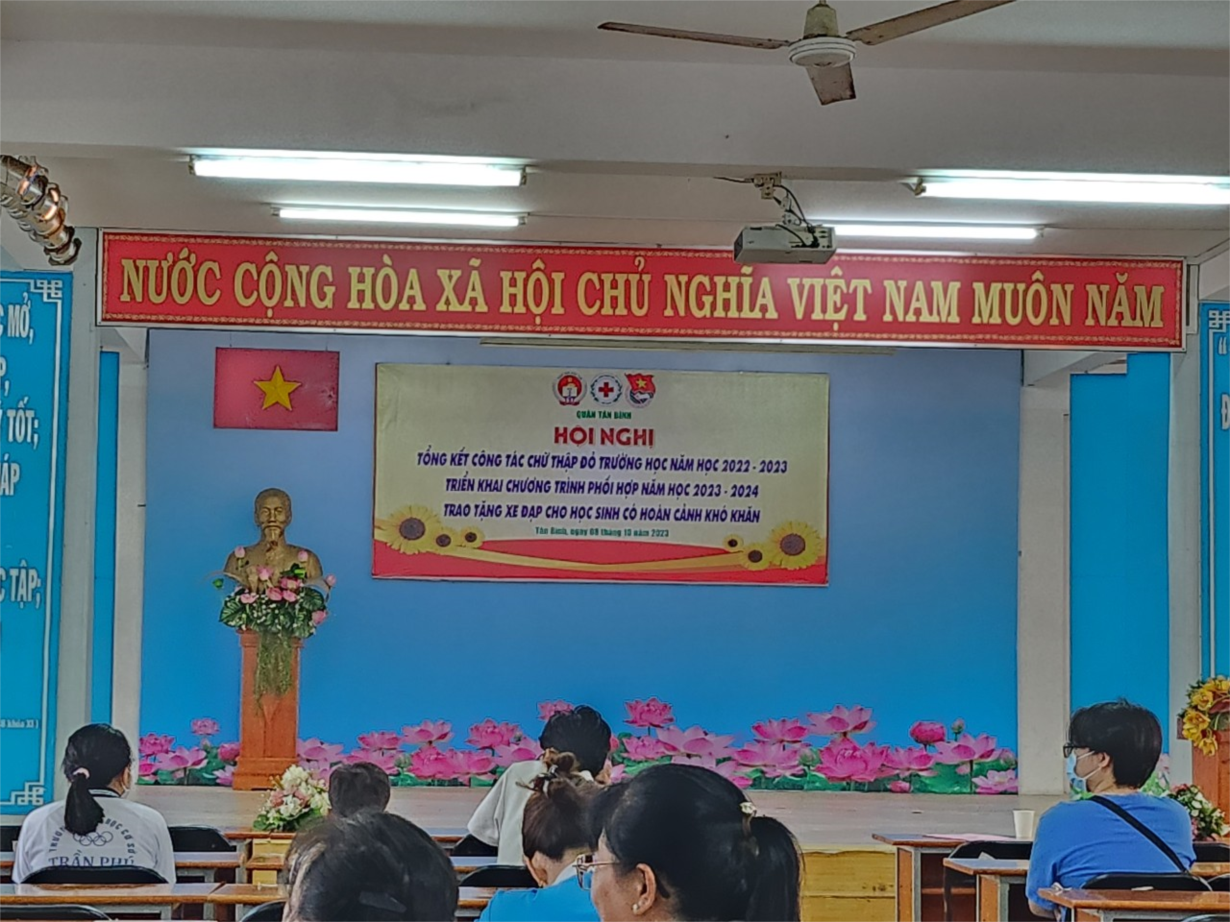 NƯỚC CỘNG HÒA XÃ HỘI CHỦ NGHĨA VIỆT NAM MUÔN NĂM
QUẬN TÂN BÌNH
HỘI NGHỊ
TỔNG KẾT CÔNG TÁC CHỮ THẬP ĐỎ TRƯỜNG HỌC NĂM HỌC 2022 - 2023
TRIỂN KHAI CHƯƠNG TRÌNH PHỐI HỢP NĂM HỌC 2023 - 2024
TRAO TẶNG XE ĐẠP CHO HỌC SINH CÓ HOÀN CẢNH KHÓ KHĂN
Tân Bình, ngày 09 tháng 10 năm 2023
MỞ,
TỐT;
TẬP;
khóa XI)
TRẦN PHÚ